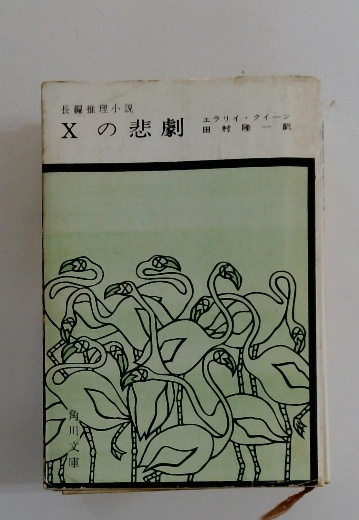 長編推理小説
Xの悲劇
エラリイ・クイーン
田村隆一訳
角川文庫